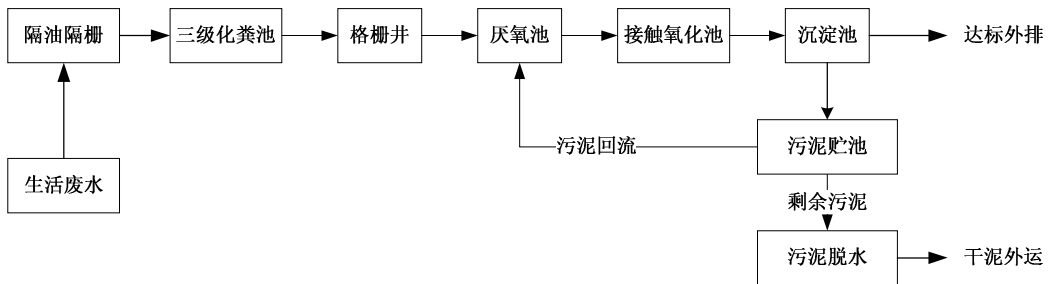 隔油隔栅
三级化粪池
格栅井
厌氧池
接触氧化池
沉淀池
达标外排
污泥回流
污泥贮池
生活废水
剩余污泥
污泥脱水
干泥外运